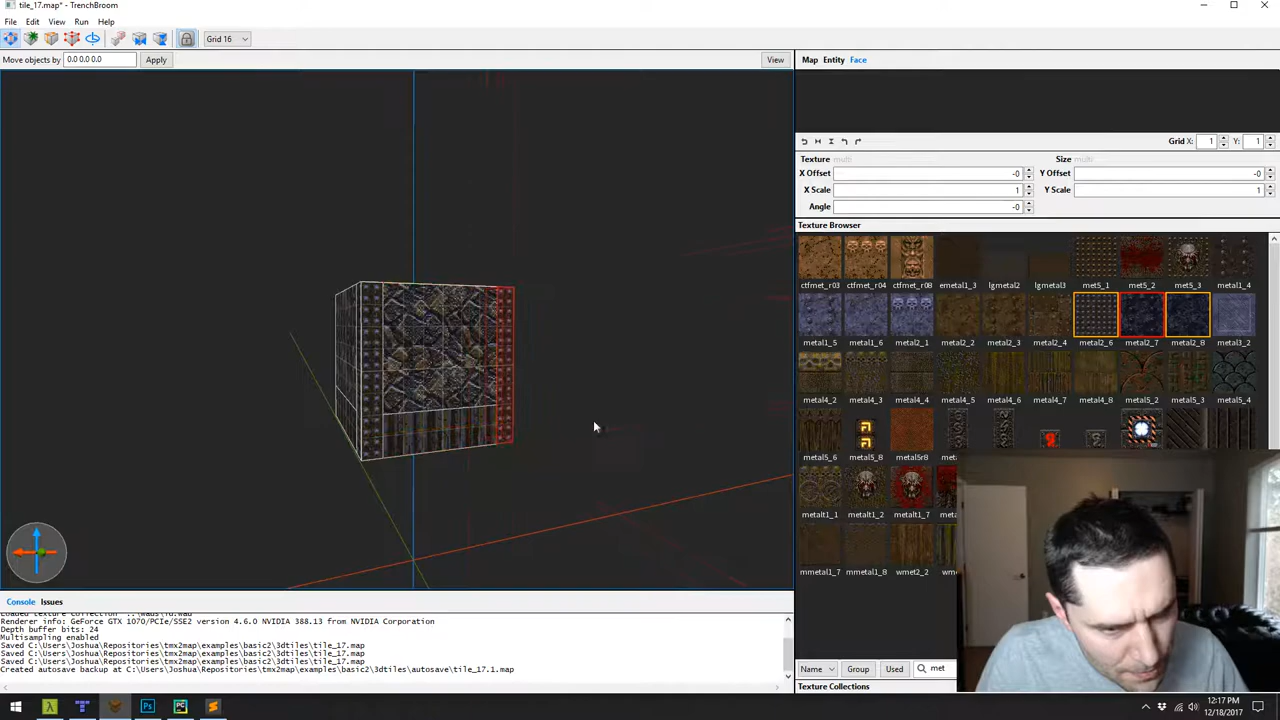 tile_17.map* - TrenchBroom
File Edit View Run Help
Grid 16
Move objects by 0.0 0.0 0.0 Apply View
Map Entity Face
Grid X: 1 Y: 1
Texture multi Size multi
X Offset -0 Y Offset -0
X Scale 1 Y Scale 1
Angle -0
Texture Browser
ctfmet_r04 ctfmet_r03 ctfmet_r08 emetal1_3 lgmetal2 lgmetal3 met5_1 met5_2 met5_3 metal1_4
metal1_5 metal1_6 metal2_1 metal2_2 metal2_3 metal2_4 metal2_6 metal2_7 metal2_8 metal3_2
metal4_2 metal4_3 metal4_4 metal4_5 metal4_6 metal4_7 metal4_8 metal5_2 metal5_3 metal5_4
metal5_6 metal5_8 metal5r8
metalt1_1 metalt1_2 metalt1_7
mmetal1_7 mmetal1_8 wmet2_2
Name Group Used met
Texture Collections
Console Issues
Renderer info: GeForce GTX 1070/PCIe/SSE2 version 4.6.0 NVIDIA 388.13 from NVIDIA Corporation
Depth buffer bits: 24
Multisampling enabled
Saved C:\Users\Joshua\Repositories\tmx2map\examples\basic2\3dtiles\tile_17.map
Saved C:\Users\Joshua\Repositories\tmx2map\examples\basic2\3dtiles\tile_17.map
Saved C:\Users\Joshua\Repositories\tmx2map\examples\basic2\3dtiles\tile_17.map
Created autosave backup at C:\Users\Joshua\Repositories\tmx2map\examples\basic2\3dtiles\autosave\tile_17.1.map
12:17 PM
12/18/2017